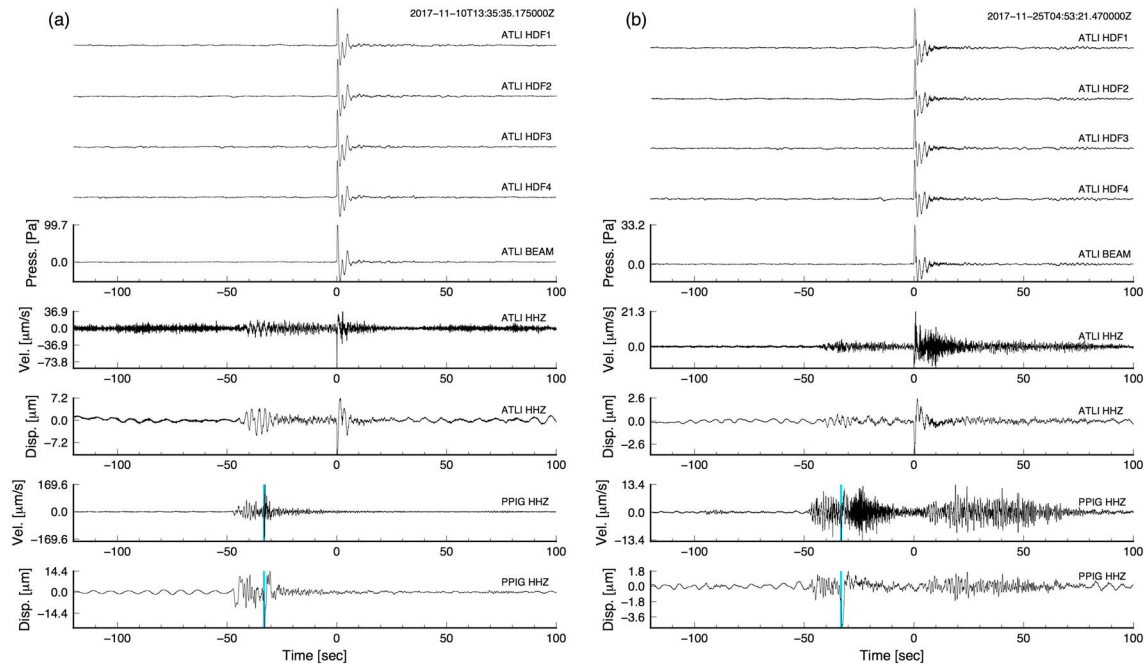 (a)
2017-11-10T13:35:35.175000Z
ATLI HDF1
ATLI HDF2
ATLI HDF3
ATLI HDF4
99.7
Press. [Pa]
ATLI BEAM
0.0
−100 −50 0 50 100
36.9
Vel. [μm/s]
ATLI HHZ
0.0
−36.9
−73.8
−100 −50 0 50 100
7.2
Disp. [μm]
ATLI HHZ
0.0
−7.2
−100 −50 0 50 100
169.6
Vel. [μm/s]
PPIG HHZ
0.0
−169.6
−100 −50 0 50 100
14.4
Disp. [μm]
PPIG HHZ
0.0
−14.4
−100 −50 0 50 100
Time [sec]
(b)
2017-11-25T04:53:21.470000Z
ATLI HDF1
ATLI HDF2
ATLI HDF3
ATLI HDF4
33.2
Press. [Pa]
ATLI BEAM
0.0
−100 −50 0 50 100
21.3
Vel. [μm/s]
ATLI HHZ
0.0
−100 −50 0 50 100
2.6
Disp. [μm]
ATLI HHZ
0.0
−2.6
−100 −50 0 50 100
13.4
Vel. [μm/s]
PPIG HHZ
0.0
−13.4
−100 −50 0 50 100
1.8
Disp. [μm]
PPIG HHZ
0.0
−1.8
−3.6
−100 −50 0 50 100
Time [sec]